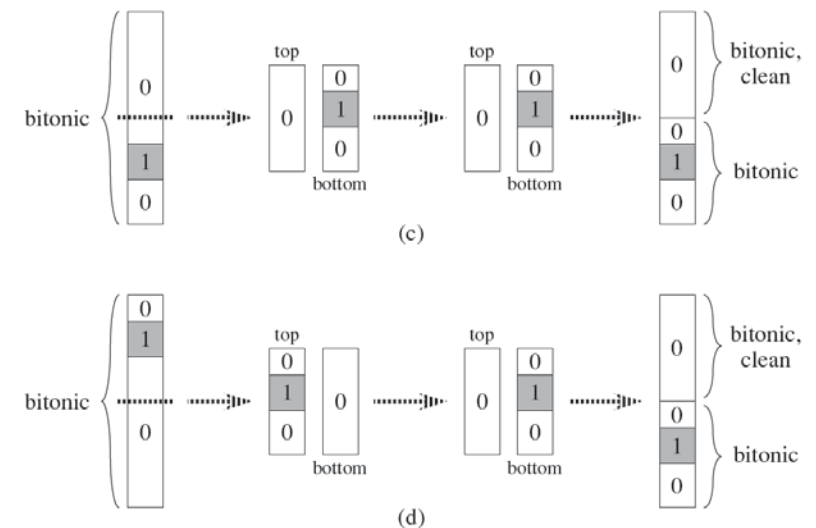 top top
0 0 0 0 bitonic,
0 0 1 0 1 clean
bitonic 0 0 0
1 bottom bottom 1 bitonic
0 0
(c)
0
1 top top bitonic,
0 0 0 clean
bitonic 1 0 0 1 0
0 0 0 1 bitonic
bottom bottom 0
(d)